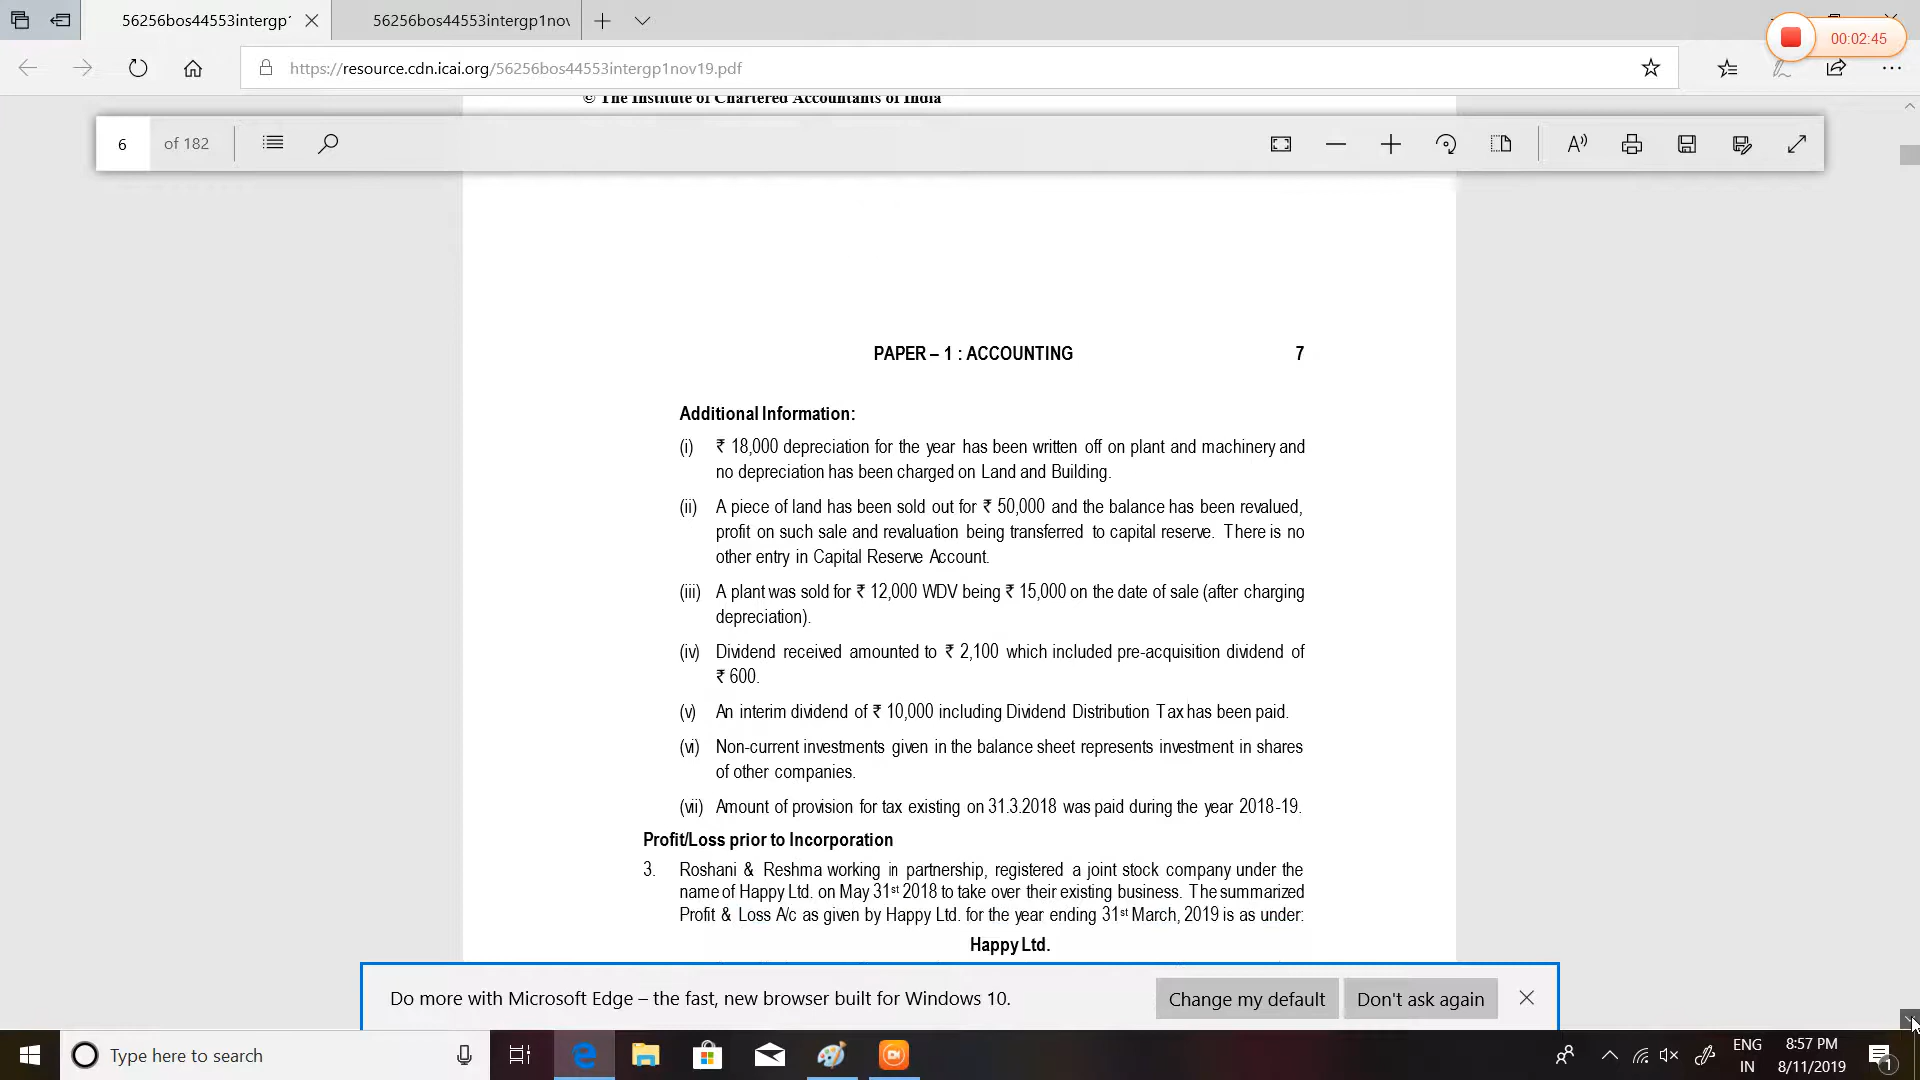 56256bos44553intergp1
56256bos44553intergp1nov
00:02:45
https://resource.cdn.icai.org/56256bos44553intergp1nov19.pdf
© The Institute of Chartered Accountants of India
6 of 182
PAPER – 1 : ACCOUNTING 7
Additional Information:
(i) ₹ 18,000 depreciation for the year has been written off on plant and machinery and
no depreciation has been charged on Land and Building.
(ii) A piece of land has been sold out for ₹ 50,000 and the balance has been revalued,
profit on such sale and revaluation being transferred to capital reserve. There is no
other entry in Capital Reserve Account.
(iii) A plant was sold for ₹ 12,000 WDV being ₹ 15,000 on the date of sale (after charging
depreciation).
(iv) Dividend received amounted to ₹ 2,100 which included pre-acquisition dividend of
₹ 600.
(v) An interim dividend of ₹ 10,000 including Dividend Distribution Tax has been paid.
(vi) Non-current investments given in the balance sheet represents investment in shares
of other companies.
(vii) Amount of provision for tax existing on 31.3.2018 was paid during the year 2018-19.
Profit/Loss prior to Incorporation
3. Roshani & Reshma working in partnership, registered a joint stock company under the
name of Happy Ltd. on May 31st 2018 to take over their existing business. The summarized
Profit & Loss A/c as given by Happy Ltd. for the year ending 31st March, 2019 is as under:
Happy Ltd.
Do more with Microsoft Edge – the fast, new browser built for Windows 10.
Change my default
Don't ask again
Type here to search
ENG
IN
8:57 PM
8/11/2019
1